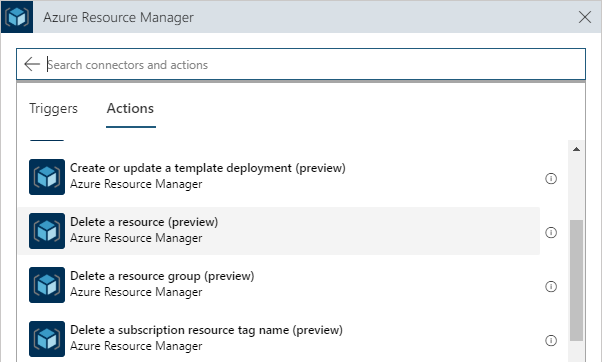 Azure Resource Manager
Search connectors and actions
Triggers Actions
Create or update a template deployment (preview)
Azure Resource Manager
Delete a resource (preview)
Azure Resource Manager
Delete a resource group (preview)
Azure Resource Manager
Delete a subscription resource tag name (preview)
Azure Resource Manager